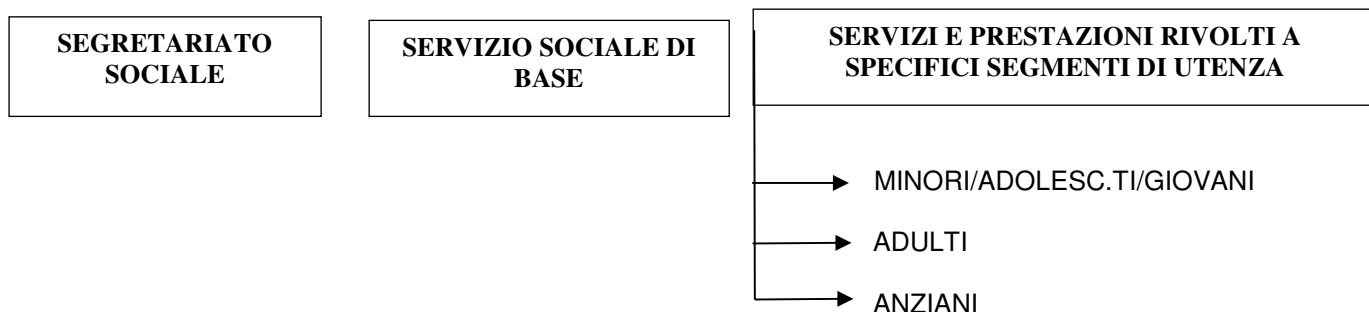 SEGRETARIATO
SOCIALE
SERVIZIO SOCIALE DI
BASE
SERVIZI E PRESTAZIONI RIVOLTI A
SPECIFICI SEGMENTI DI UTENZA
MINORI/ADOLESC.TI/GIOVANI
ADULTI
ANZIANI